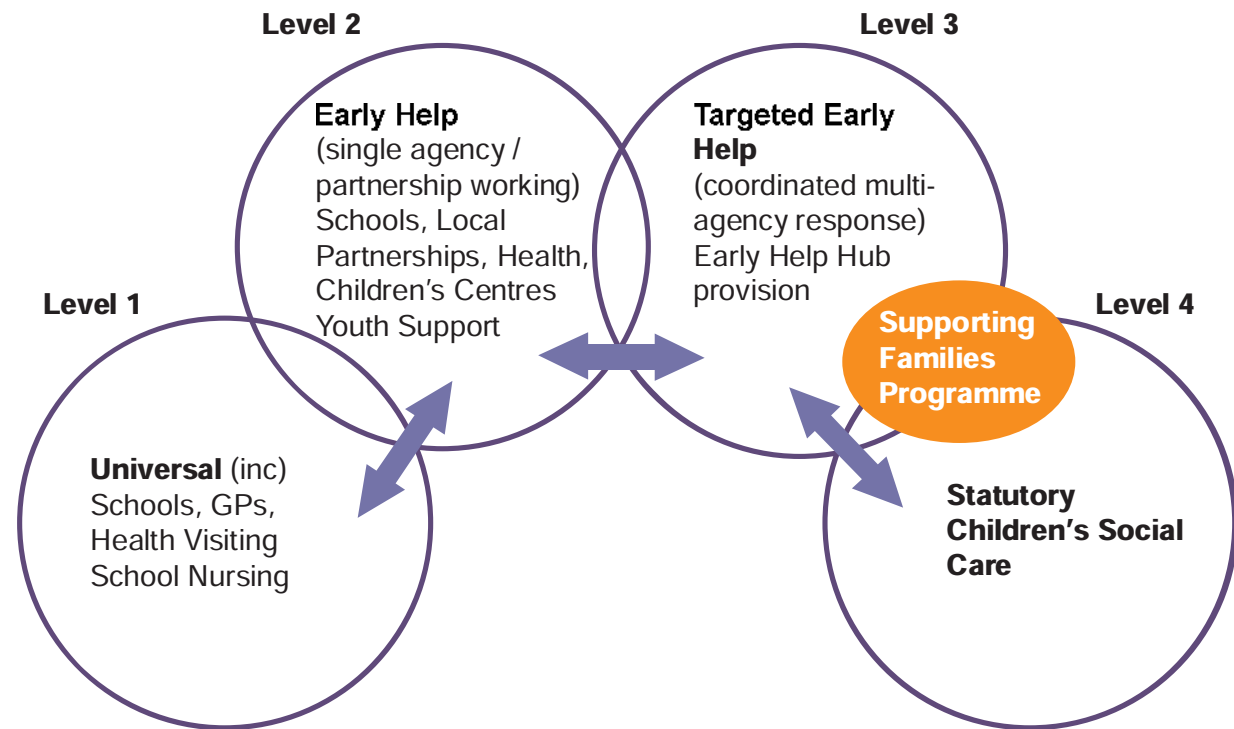 Level 1
Universal (inc)
Schools, GPs,
Health Visiting
School Nursing
Level 2
Early Help
(single agency /
partnership working)
Schools, Local
Partnerships, Health,
Children's Centres
Youth Support
Level 3
Targeted Early
Help
(coordinated multi-
agency response)
Early Help Hub
provision
Supporting
Families
Programme
Level 4
Statutory
Children's Social
Care